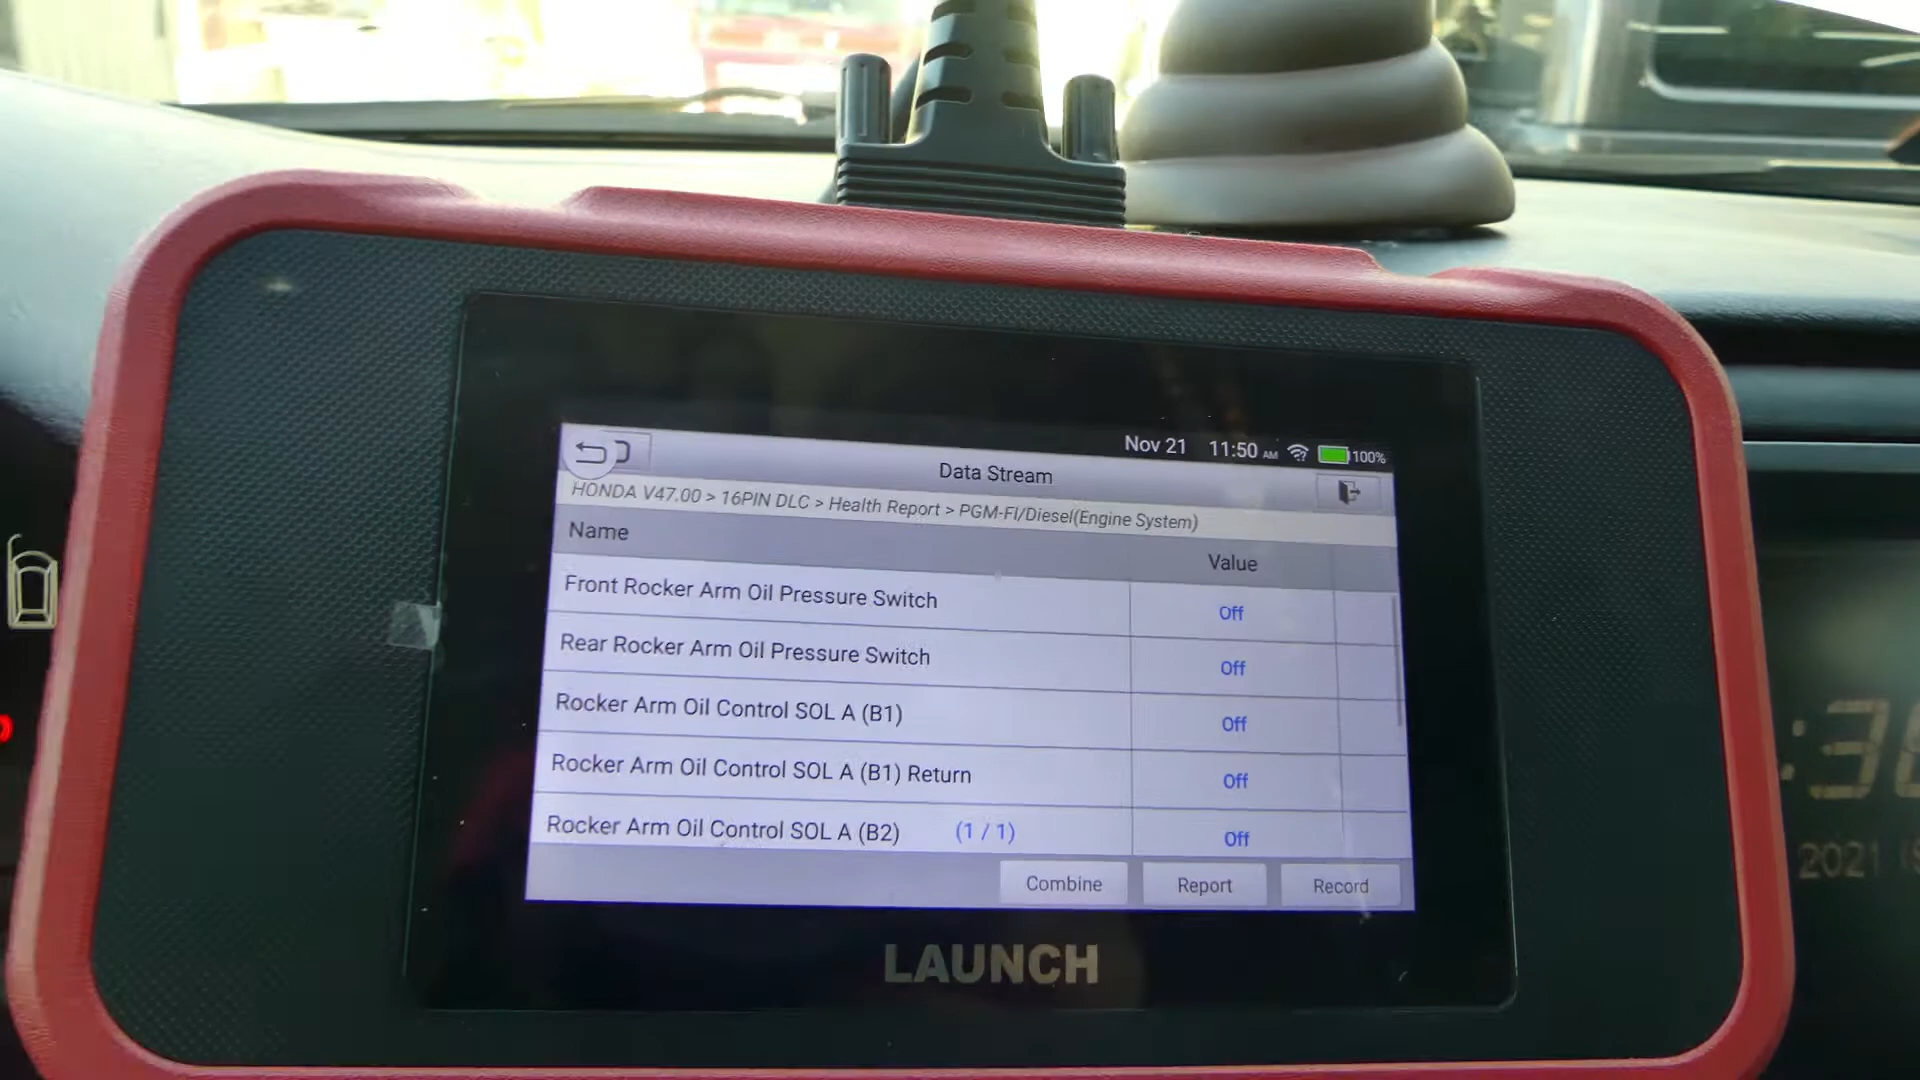 Nov 21 11:50 AM 100%
Data Stream
HONDA V47.00 > 16PIN DLC > Health Report > PGM-FI/Diesel(Engine System)
Name Value
Front Rocker Arm Oil Pressure Switch Off
Rear Rocker Arm Oil Pressure Switch Off
Rocker Arm Oil Control SOL A (B1) Off
Rocker Arm Oil Control SOL A (B1) Return Off
Rocker Arm Oil Control SOL A (B2) (1 / 1) Off
Combine Report Record
LAUNCH
2021